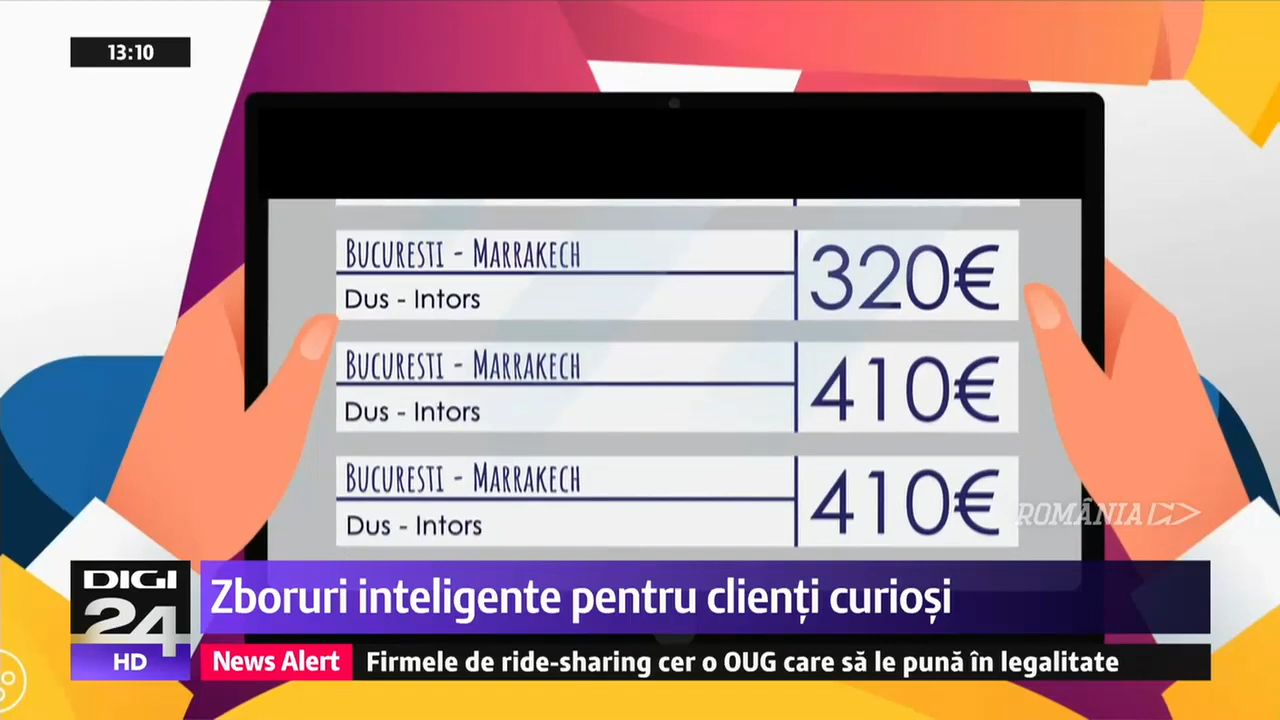 13:10
BUCURESTI - MARRAKECH
320€
Dus - Intors
BUCURESTI - MARRAKECH
410€
Dus - Intors
BUCURESTI - MARRAKECH
410€
Dus - Intors
ROMÂNIA
DIGI
24
HD
Zboruri inteligente pentru clienți curioși
News Alert
Firmele de ride-sharing cer o OUG care să le pună în legalitate